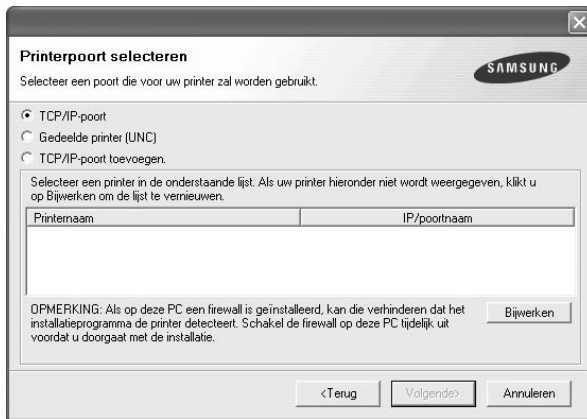 Printerpoort selecteren
Selecteer een poort die voor uw printer zal worden gebruikt.
SAMSUNG
TCP/IP-poort
Gedeelde printer (UNC)
TCP/IP-poort toevoegen.
Selecteer een printer in de onderstaande lijst. Als uw printer hieronder niet wordt weergegeven, klikt u
op Bijwerken om de lijst te vernieuwen.
Printernaam IP/poortnaam
OPMERKING: Als op deze PC een firewall is geïnstalleerd, kan die verhinderen dat het
installatieprogramma de printer detecteert. Schakel de firewall op deze PC tijdelijk uit
voordat u doorgaat met de installatie.
Bijwerken
<Terug Volgende> Annuleren